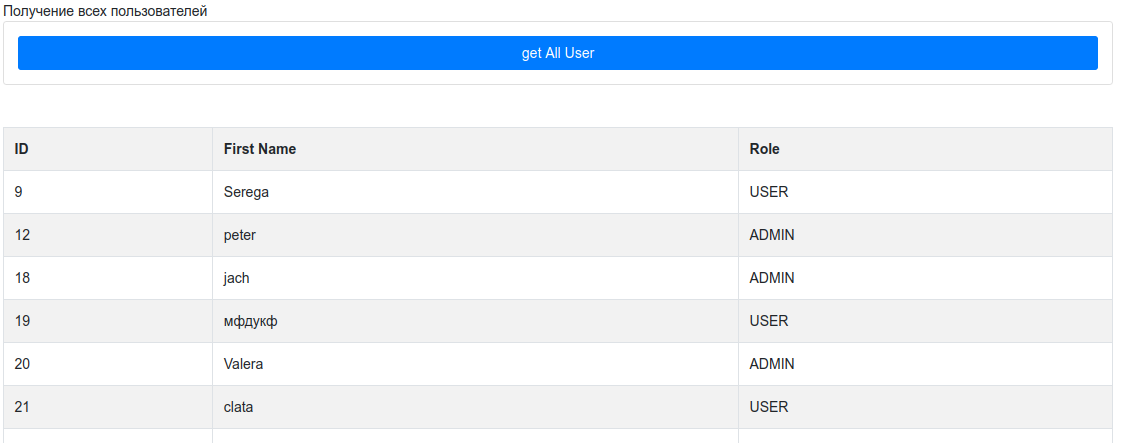 Получение всех пользователей
get All User
ID First Name Role
9 Serega USER
12 peter ADMIN
18 jach ADMIN
19 мфдукф USER
20 Valera ADMIN
21 clata USER